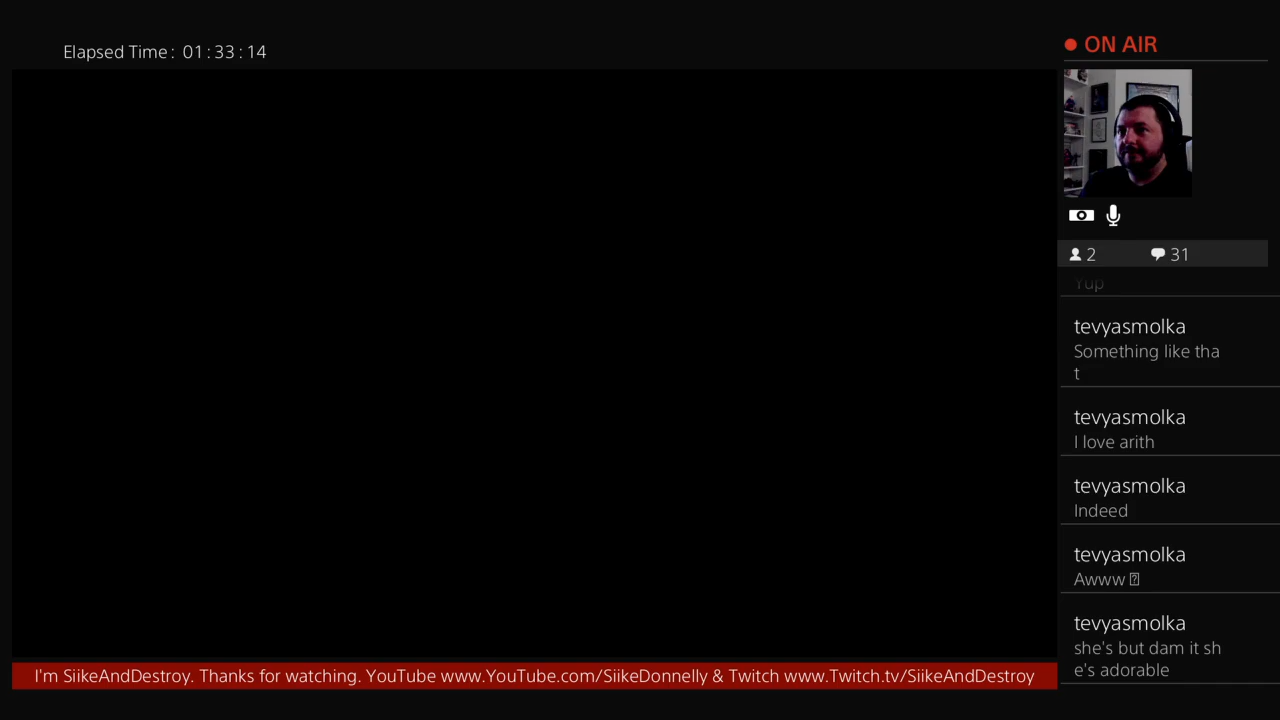 Elapsed Time: 01:33:14
ON AIR
2
31
Yup
tevyasmolka
Something like tha
t
tevyasmolka
I love arith
tevyasmolka
Indeed
tevyasmolka
Awww
tevyasmolka
she's but dam it sh
e's adorable
I'm SiikeAndDestroy. Thanks for watching. YouTube www.YouTube.com/SiikeDonnelly & Twitch www.Twitch.tv/SiikeAndDestroy